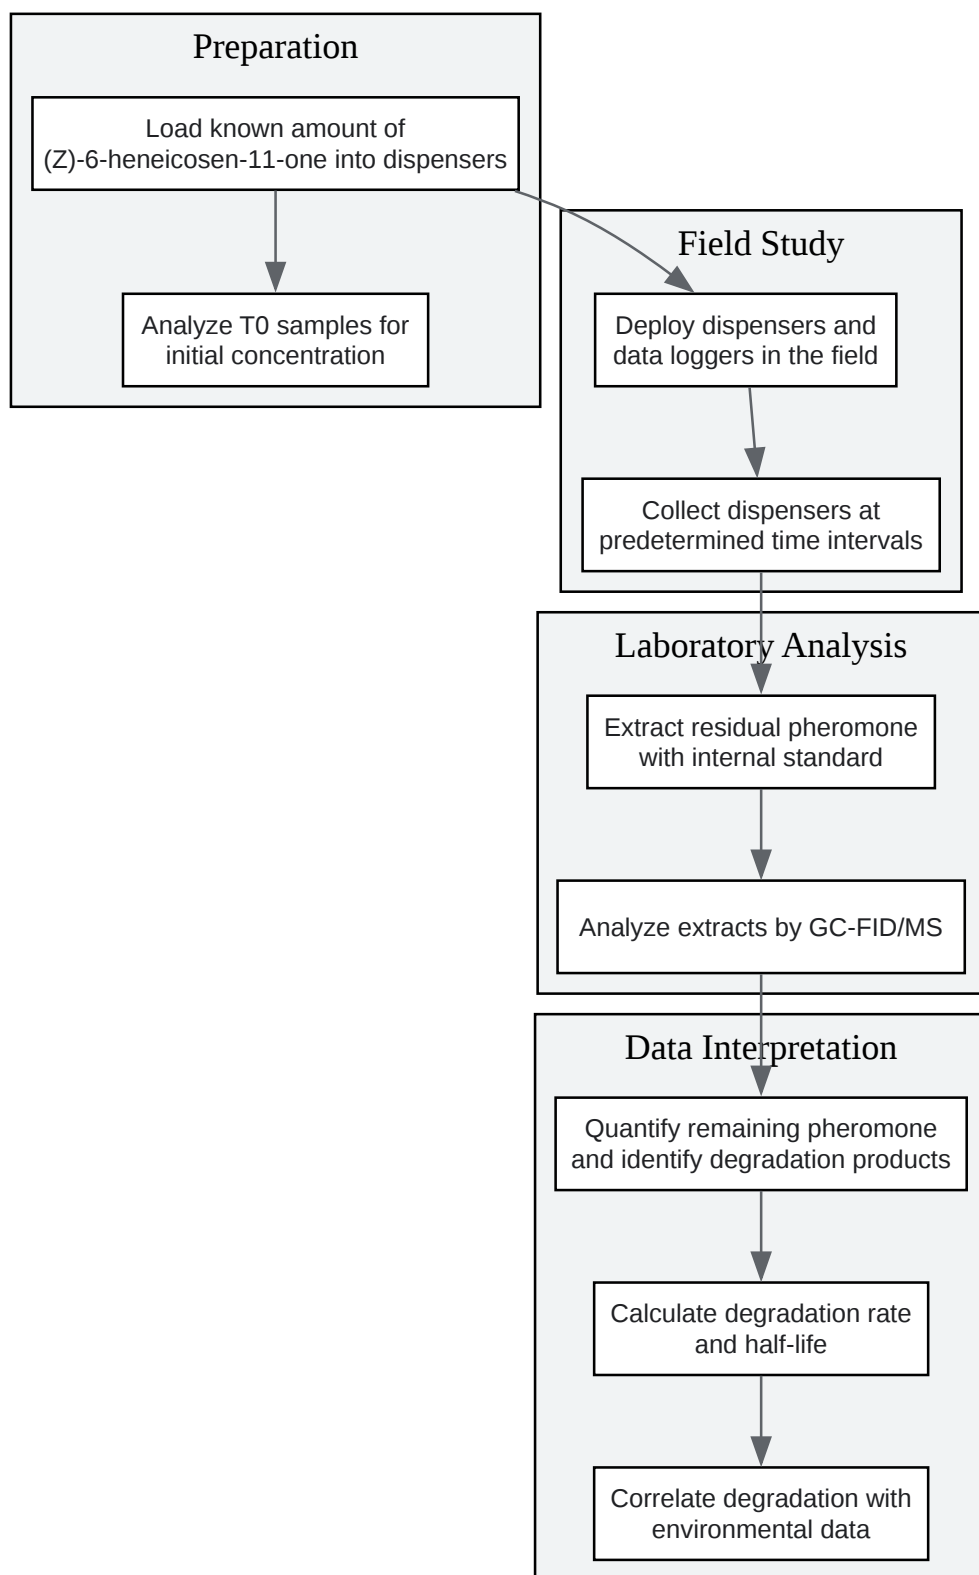 Preparation
Load known amount of
(Z)-6-heneicosen-11-one into dispensers
Analyze T0 samples for
initial concentration
Field Study
Deploy dispensers and
data loggers in the field
Collect dispensers at
predetermined time intervals
Laboratory Analysis
Extract residual pheromone
with internal standard
Analyze extracts by GC-FID/MS
Data Interpretation
Quantify remaining pheromone
and identify degradation products
Calculate degradation rate
and half-life
Correlate degradation with
environmental data